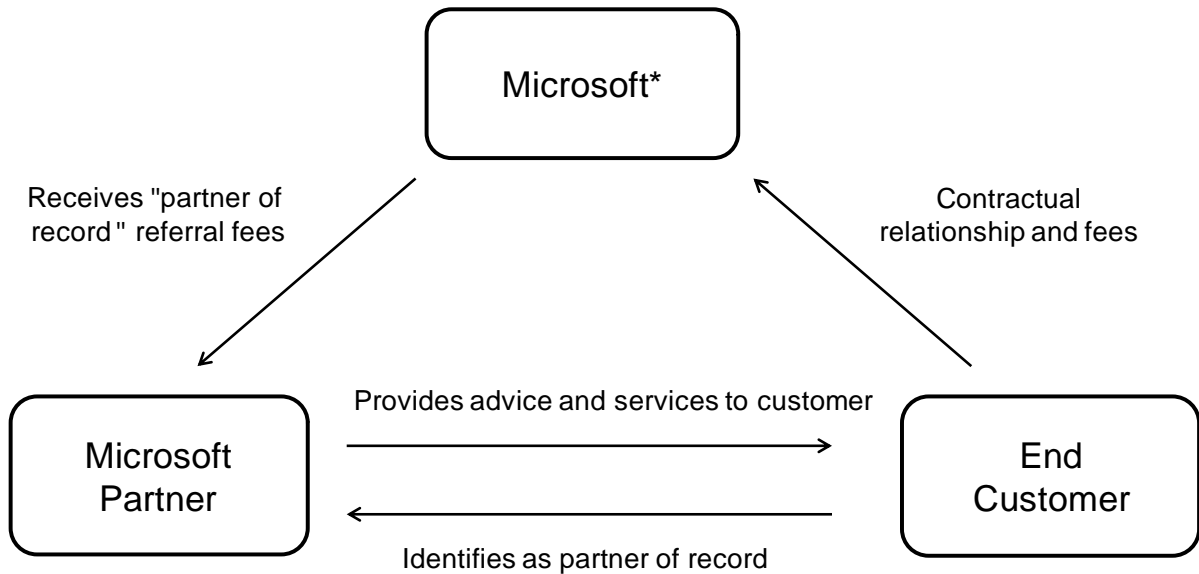 Microsoft*
Receives "partner of
record" referral fees
Contractual
relationship and fees
Provides advice and services to customer
Microsoft
Partner
End
Customer
Identifies as partner of record